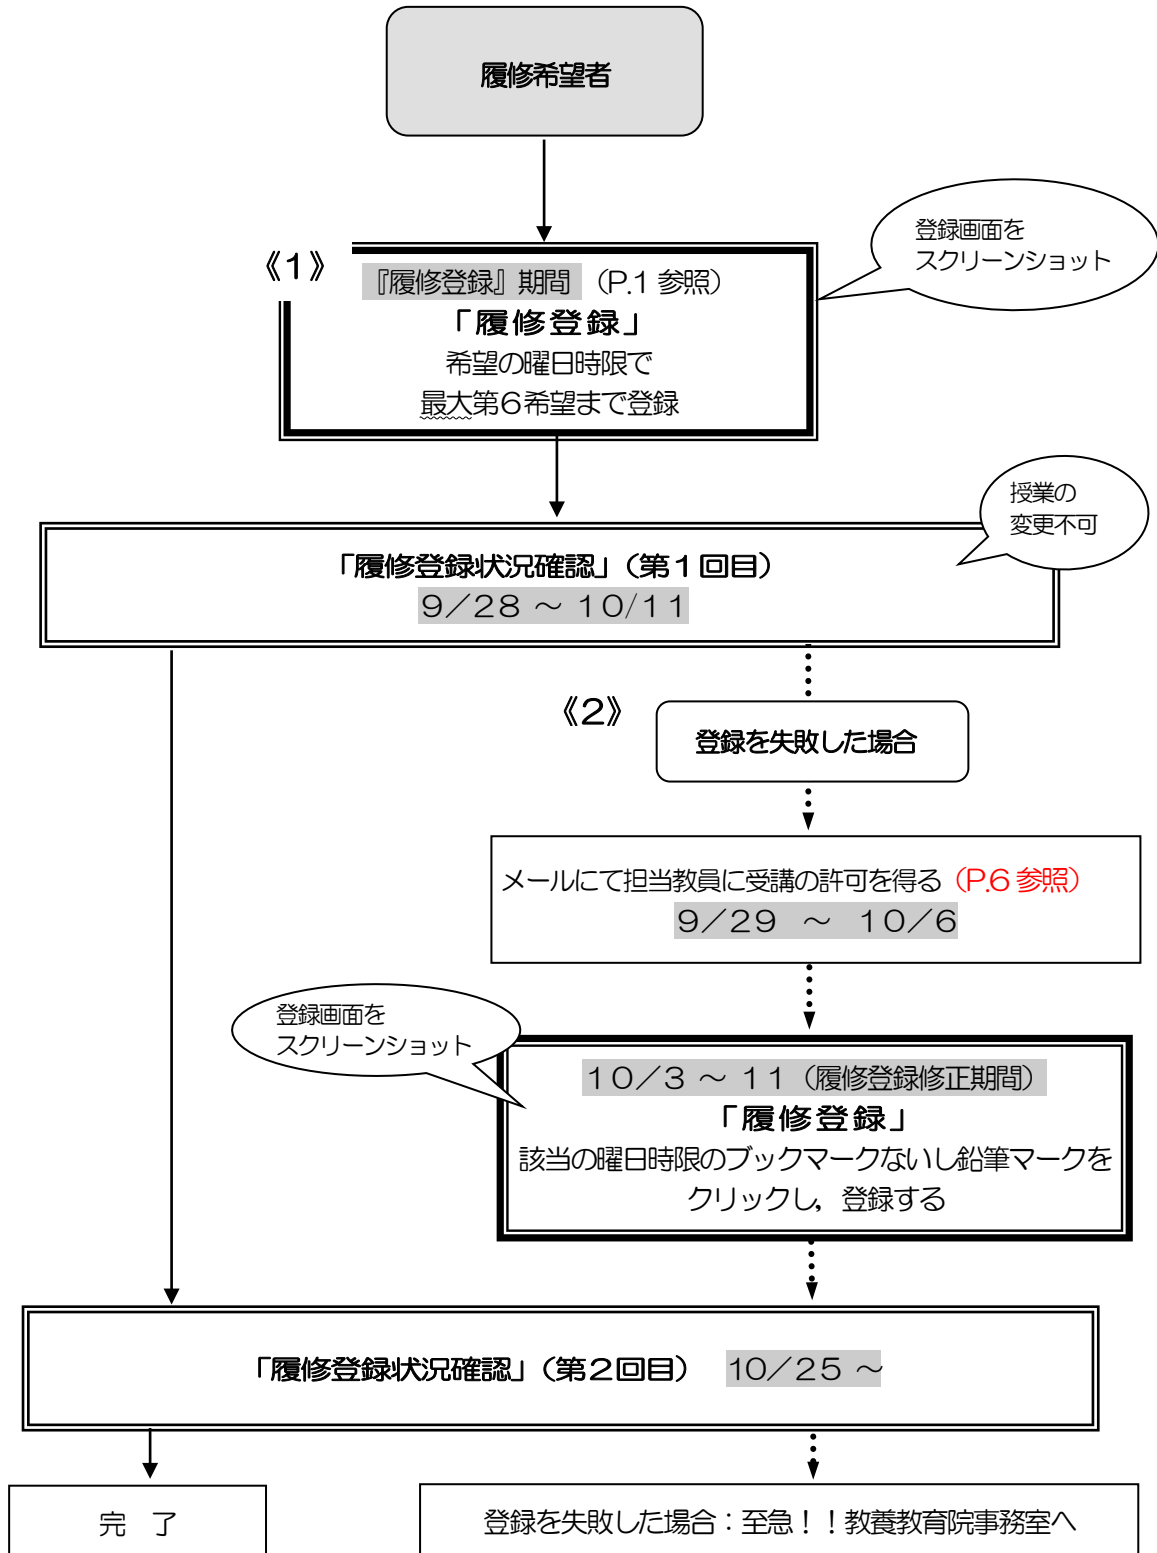 履修希望者
登録画面を
スクリーンショット
《1》
『履修登録』期間 （P.1 参照）
「履修登録」
希望の曜日時限で
最大第６希望まで登録
授業の
変更不可
「履修登録状況確認」（第１回目）
９／２８ ～ １０/１１
《2》
登録を失敗した場合
メールにて担当教員に受講の許可を得る（P.6 参照）
９／２９ ～ １０／６
登録画面を
スクリーンショット
１０／３ ～ １１（履修登録修正期間）
「履修登録」
該当の曜日時限のブックマークないし鉛筆マークを
クリックし，登録する
「履修登録状況確認」（第２回目） 10／２５ ～
完　了
登録を失敗した場合：至急！！教養教育院事務室へ